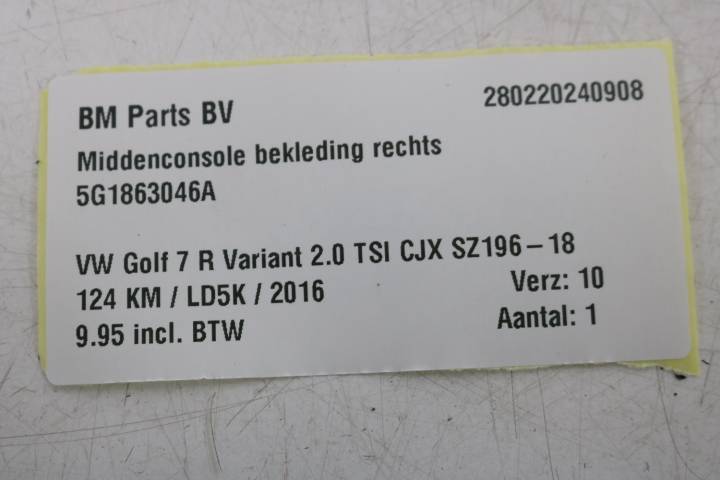 BM Parts BV 280220240908
Middenconsole bekleding rechts
5G1863046A
VW Golf 7 R Variant 2.0 TSI CJX SZ196-18
124 KM / LD5K / 2016 Verz: 10
9.95 incl. BTW Aantal: 1